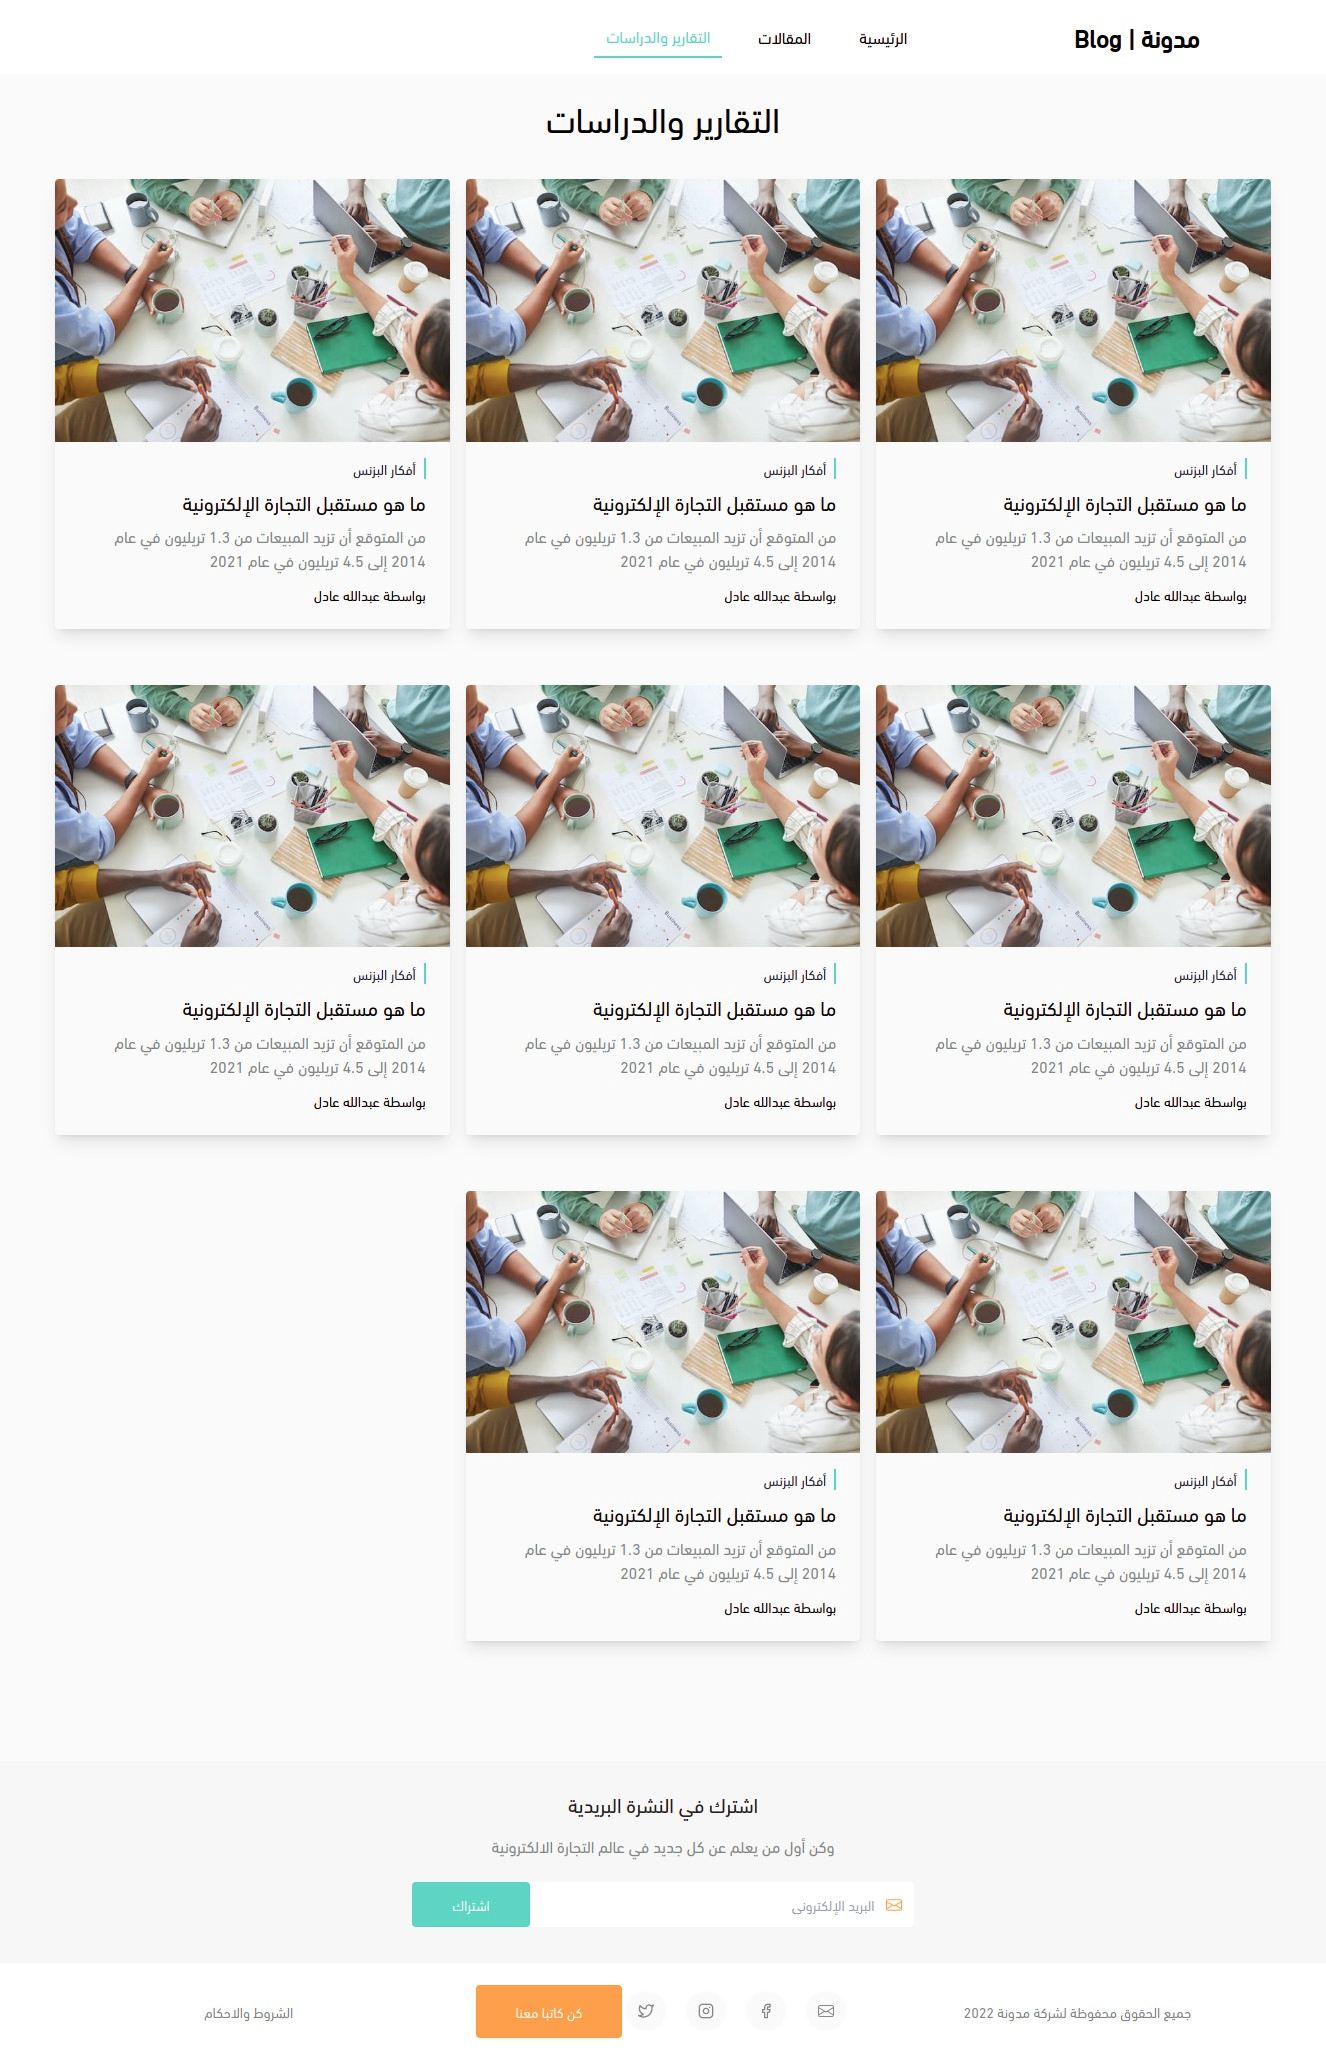 مدونة | Blog
الرئيسية
المقالات
التقارير والدراسات
التقارير والدراسات
أفكار البزنس
ما هو مستقبل التجارة الإلكترونية
من المتوقع أن تزيد المبيعات من 1.3 تريليون في عام
2014 إلى 4.5 تريليون في عام 2021
بواسطة عبدالله عادل
أفكار البزنس
ما هو مستقبل التجارة الإلكترونية
من المتوقع أن تزيد المبيعات من 1.3 تريليون في عام
2014 إلى 4.5 تريليون في عام 2021
بواسطة عبدالله عادل
أفكار البزنس
ما هو مستقبل التجارة الإلكترونية
من المتوقع أن تزيد المبيعات من 1.3 تريليون في عام
2014 إلى 4.5 تريليون في عام 2021
بواسطة عبدالله عادل
أفكار البزنس
ما هو مستقبل التجارة الإلكترونية
من المتوقع أن تزيد المبيعات من 1.3 تريليون في عام
2014 إلى 4.5 تريليون في عام 2021
بواسطة عبدالله عادل
أفكار البزنس
ما هو مستقبل التجارة الإلكترونية
من المتوقع أن تزيد المبيعات من 1.3 تريليون في عام
2014 إلى 4.5 تريليون في عام 2021
بواسطة عبدالله عادل
أفكار البزنس
ما هو مستقبل التجارة الإلكترونية
من المتوقع أن تزيد المبيعات من 1.3 تريليون في عام
2014 إلى 4.5 تريليون في عام 2021
بواسطة عبدالله عادل
أفكار البزنس
ما هو مستقبل التجارة الإلكترونية
من المتوقع أن تزيد المبيعات من 1.3 تريليون في عام
2014 إلى 4.5 تريليون في عام 2021
بواسطة عبدالله عادل
أفكار البزنس
ما هو مستقبل التجارة الإلكترونية
من المتوقع أن تزيد المبيعات من 1.3 تريليون في عام
2014 إلى 4.5 تريليون في عام 2021
بواسطة عبدالله عادل
اشترك في النشرة البريدية
وكن أول من يعلم عن كل جديد في عالم التجارة الالكترونية
البريد الإلكترونى
اشتراك
جميع الحقوق محفوظة لشركة مدونة 2022
كن كاتبا معنا
الشروط والاحكام